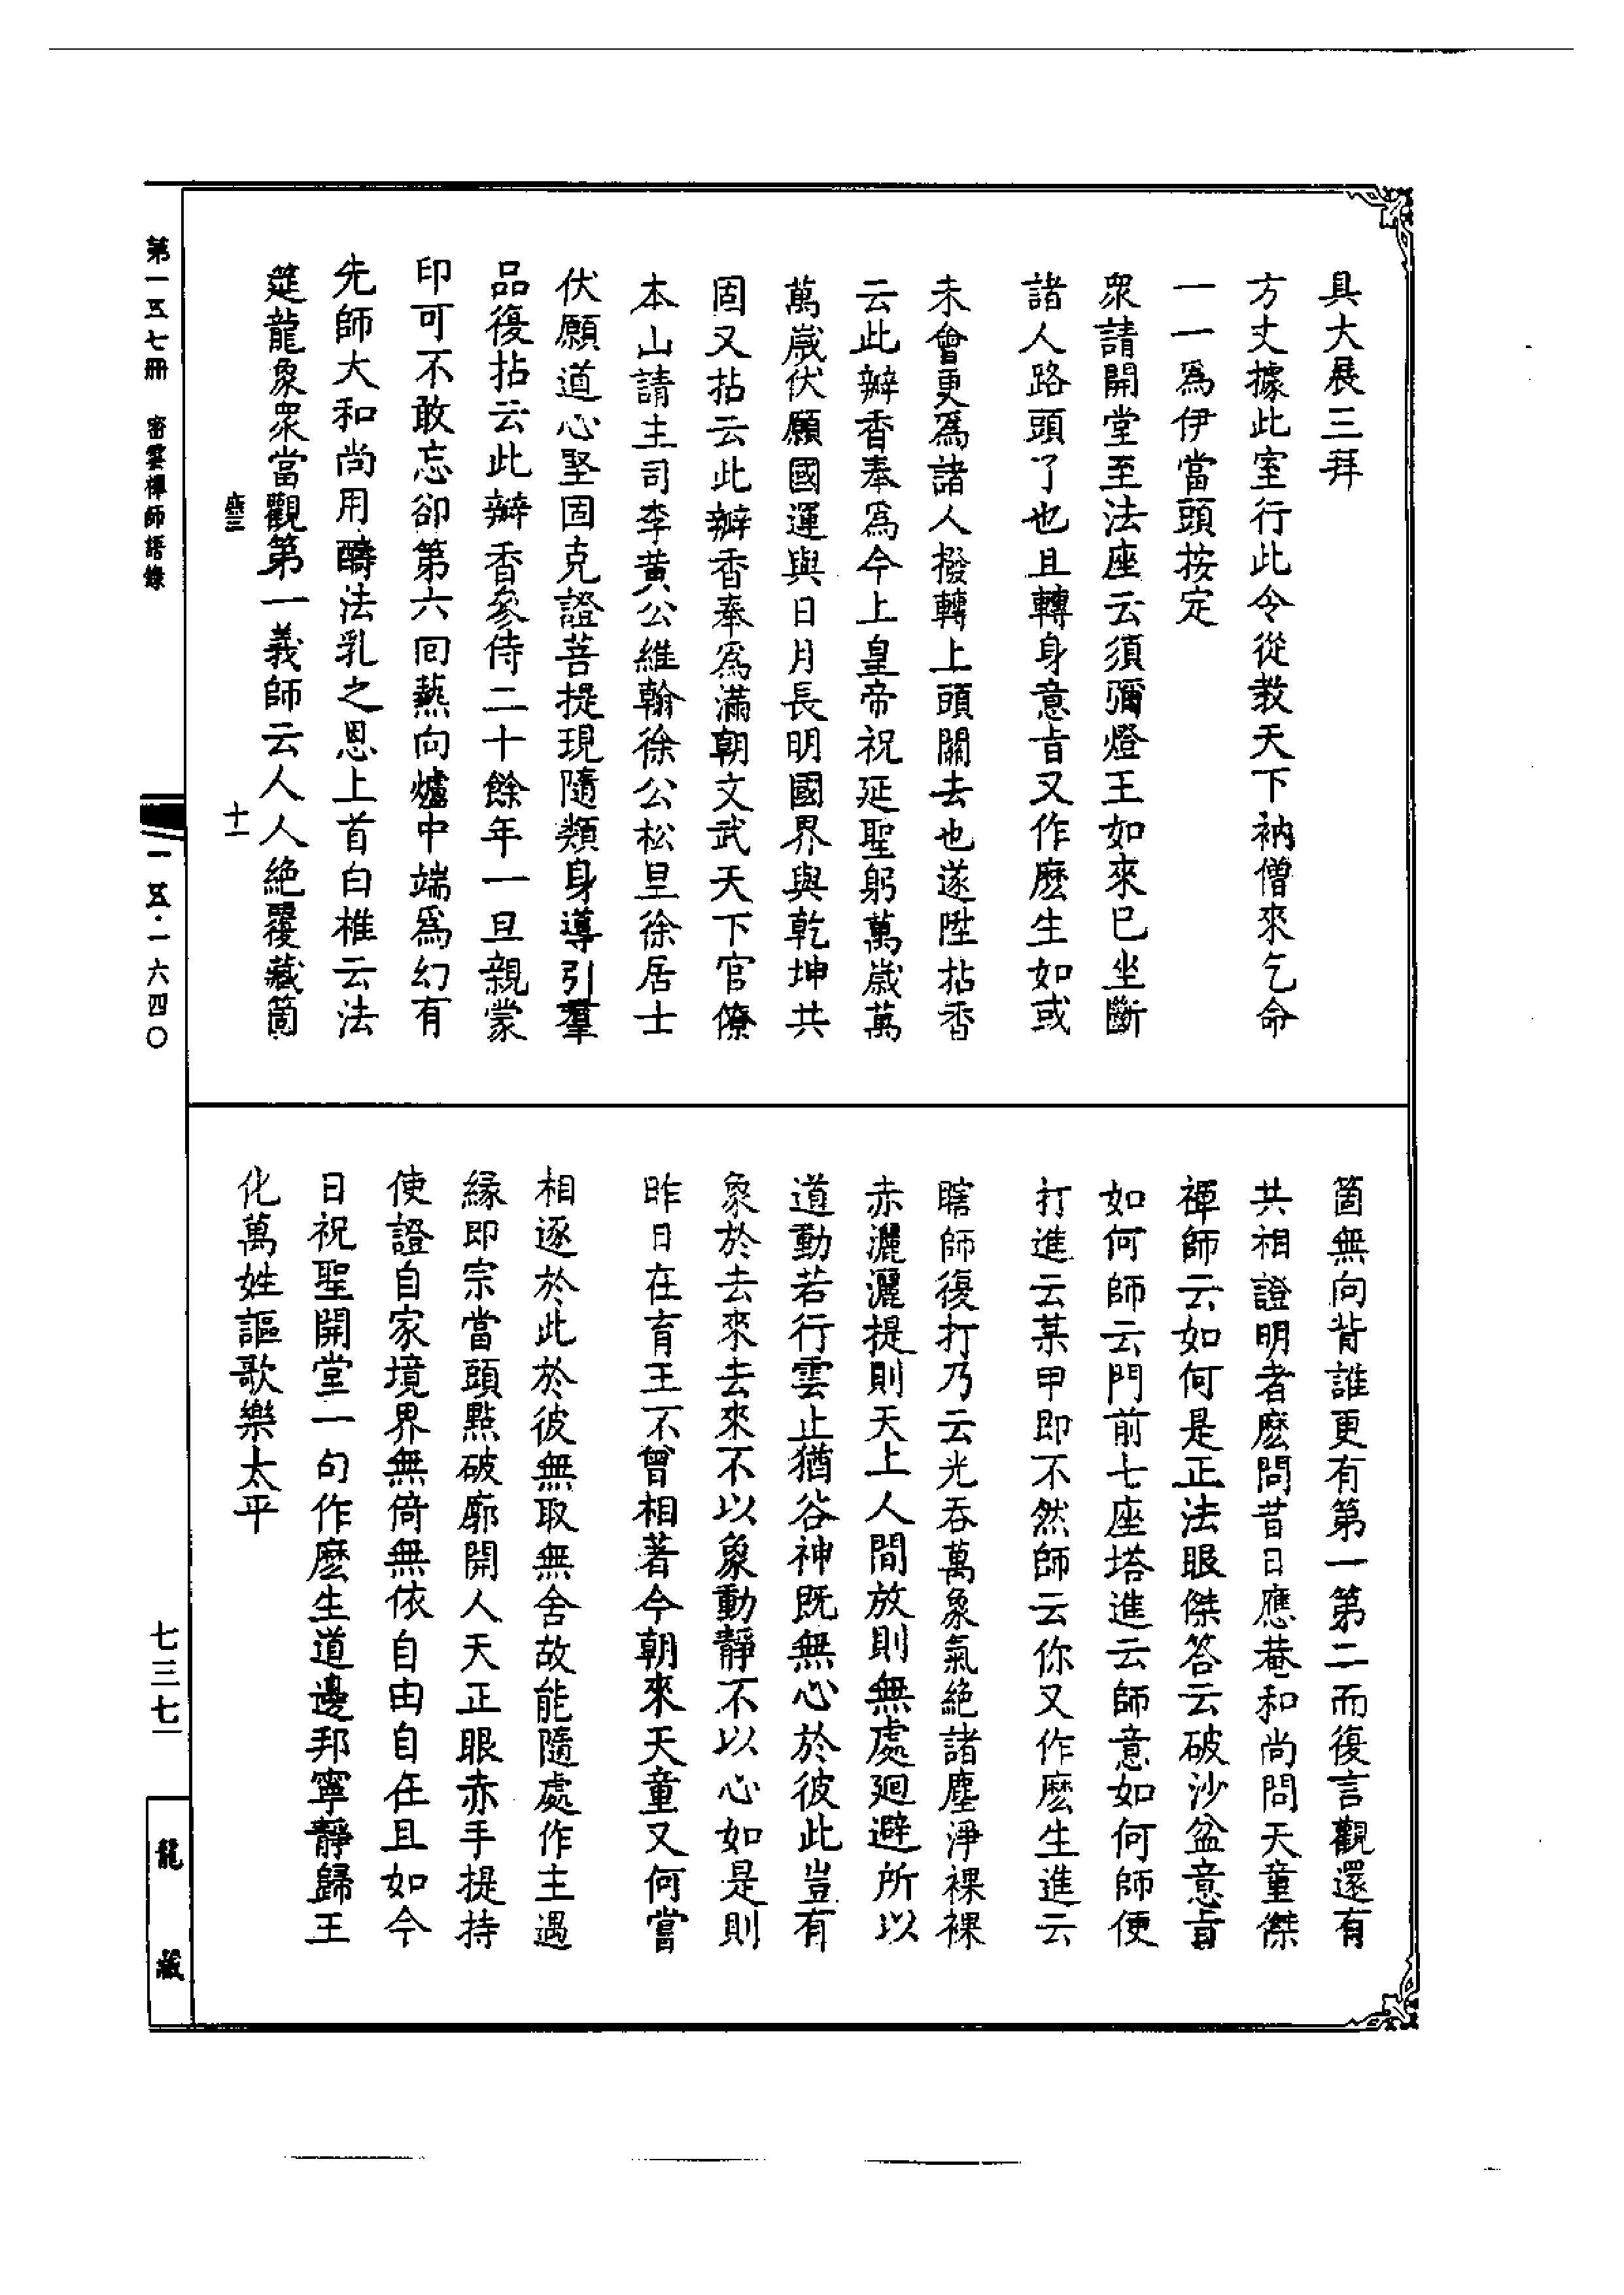 具大展三拜
方丈據此室行此令從教天下衲僧來乞命
一一爲伊當頭按定
衆請開堂至法座云須彌燈王如來已坐斷
諸人路頭了也且轉身意旨又作麽生如或
未會更爲諸人撥轉上頭關去也遂陞拈香
云此瓣香奉爲今上皇帝祝延聖躬萬歲萬
萬歲伏願國運與日月長明國界與乾坤共
固又拈云此瓣香奉爲滿朝文武天下官僚
本山請主司李黃公維翰徐公松皇徐居士
伏願道心堅固克證菩提現隨類身導引羣
品復拈云此瓣香參侍二十餘年一旦親蒙
印可不敢忘卻第六回爇向爐中端爲幻有
先師大和尚用酬法乳之恩上首白椎云法
筵龍象衆當觀第一義師云人人絕覆藏箇
箇無向背誰更有第一第二而復言觀還有
共相證明者麽問昔日應菴和尚問天童傑
禪師云如何是正法眼傑答云破沙盆意旨
如何師云門前七座塔進云師意如何師便
打進云某甲即不然師云你又作麽生進云
瞎師復打乃云光吞萬象氣絕諸塵淨裸裸
赤灑灑提則天上人間放則無處廻避所以
道動若行雲止猶谷神既無心於彼此豈有
象於去來去來不以象動靜不以心如是則
昨日在育王不曾相著今朝來天童又何嘗
相逐於此於彼無取無舍故能隨處作主遇
緣即宗當頭點破廓開人天正眼赤手提持
使證自家境界無倚無依自由自在且如今
日祝聖開堂一句作麽生道邊邦寧靜歸王
化萬姓謳歌樂太平
第一五七冊 密雲禪師語錄
十一
一五·一六四〇
七三七
龍藏